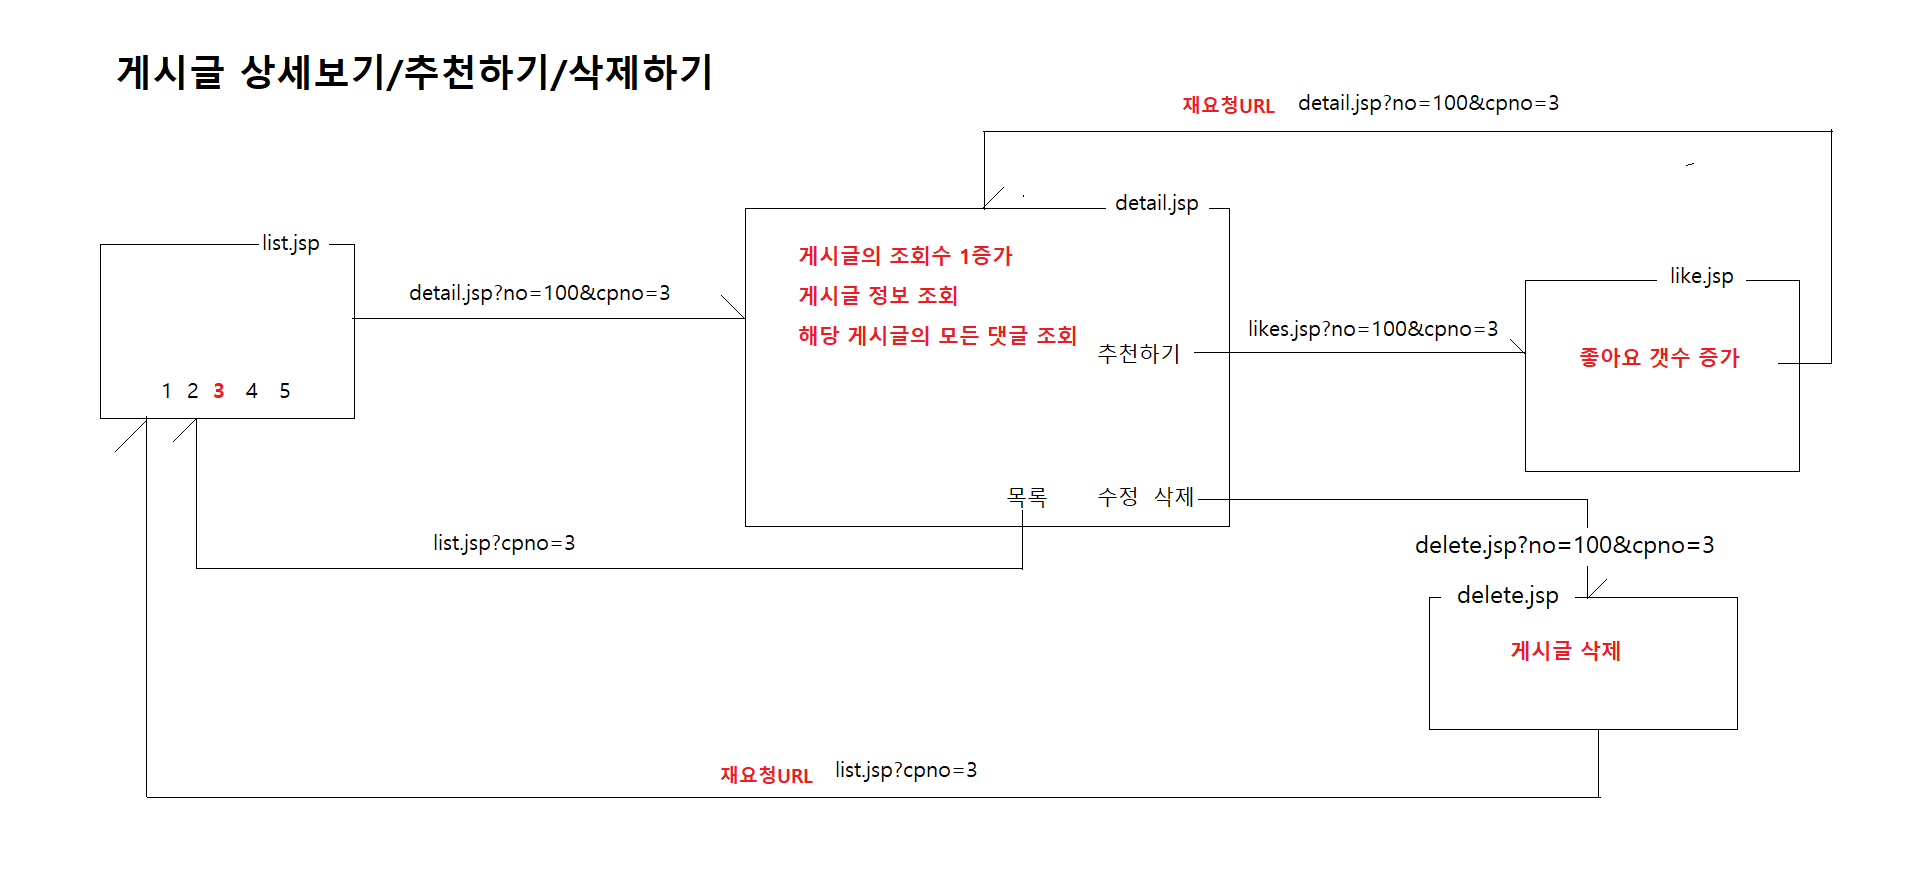 게시글 상세보기/추천하기/삭제하기
재요청URL detail.jsp?no=100&cpno=3
list.jsp
1 2 3 4 5
detail.jsp?no=100&cpno=3
detail.jsp
게시글의 조회수 1증가
게시글 정보 조회
해당 게시글의 모든 댓글 조회
추천하기
목록 수정 삭제
likes.jsp?no=100&cpno=3
like.jsp
좋아요 갯수 증가
list.jsp?cpno=3
delete.jsp?no=100&cpno=3
delete.jsp
게시글 삭제
재요청URL list.jsp?cpno=3